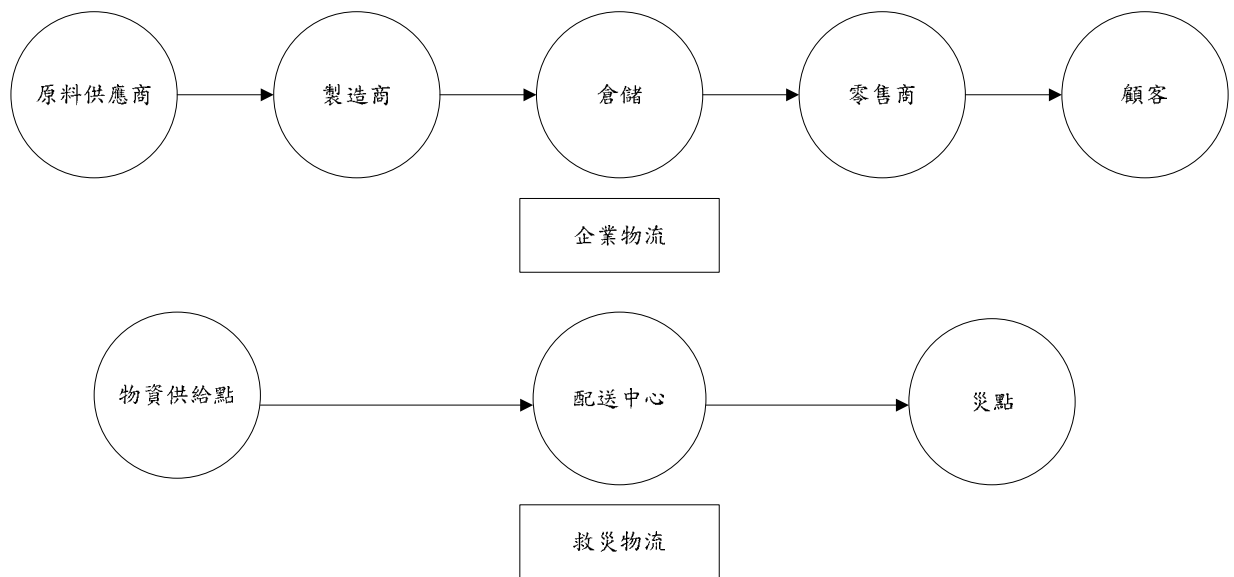 原料供應商
製造商
倉儲
零售商
顧客
企業物流
物資供給點
配送中心
災點
救災物流